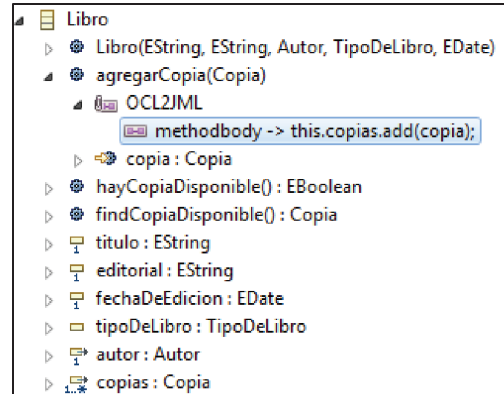 Libro
Libro(EString, EString, Autor, TipoDeLibro, EDate)
agregarCopia(Copia)
OCL2JML
methodbody -> this.copias.add(copia);
copia : Copia
hayCopiaDisponible() : EBoolean
findCopiaDisponible() : Copia
titulo : EString
editorial : EString
fechaDeEdicion : EDate
tipoDeLibro : TipoDeLibro
autor : Autor
copias : Copia